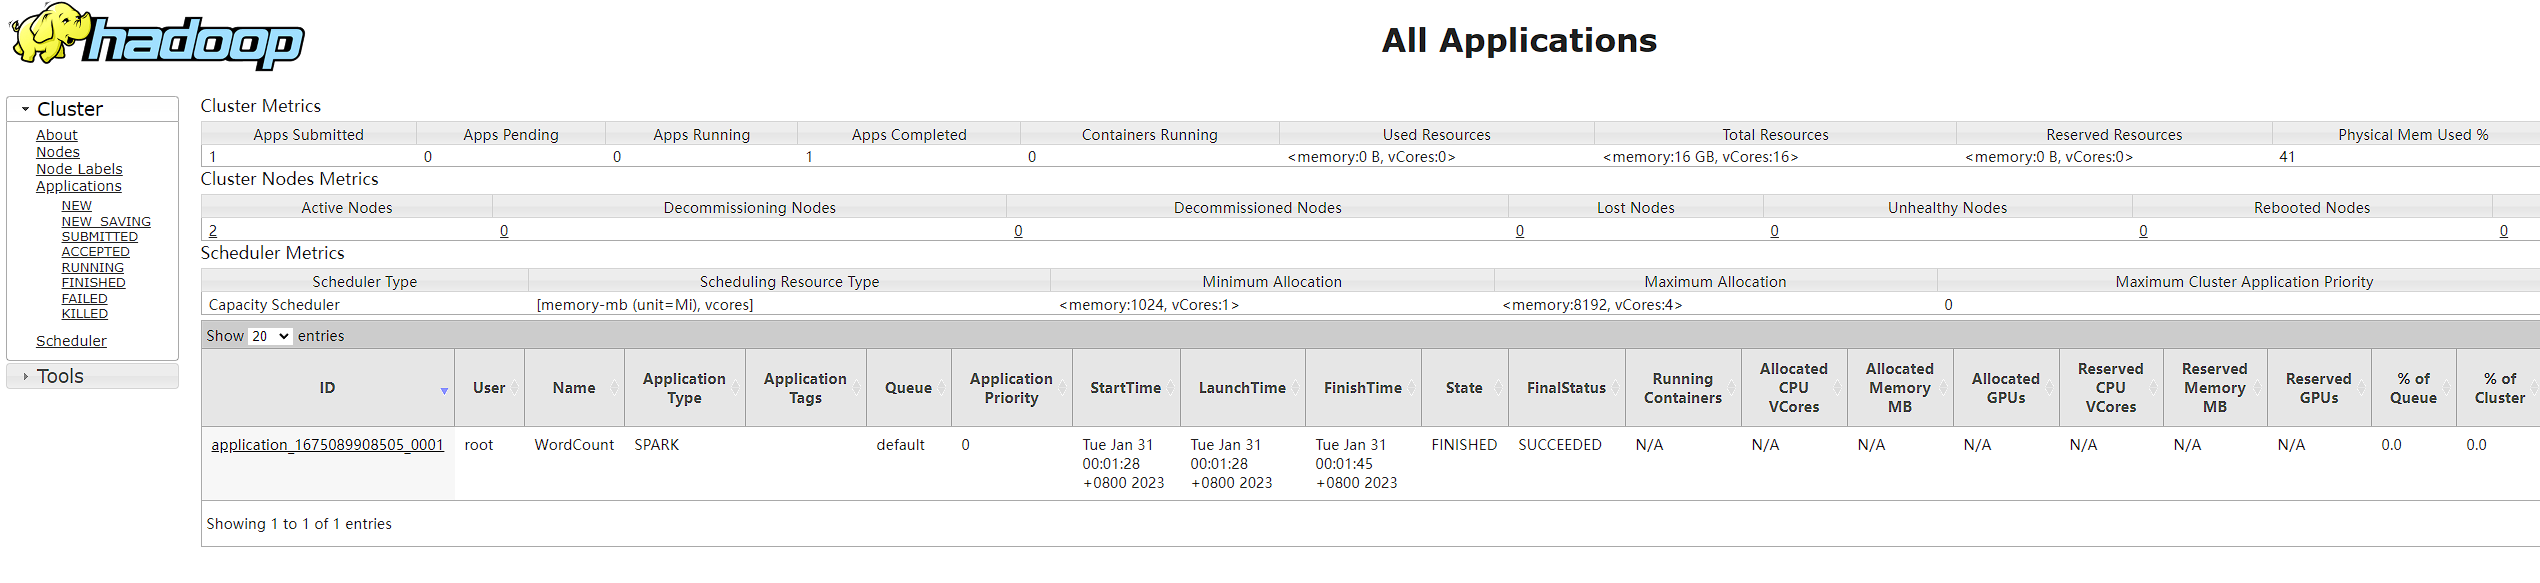 hadoop
All Applications
Cluster
About
Nodes
Node Labels
Applications
NEW
NEW_SAVING
SUBMITTED
ACCEPTED
RUNNING
FINISHED
FAILED
KILLED
Scheduler
Tools
Cluster Metrics
Apps Submitted Apps Pending Apps Running Apps Completed Containers Running Used Resources Total Resources Reserved Resources Physical Mem Used %
1 0 0 1 0 <memory:0 B, vCores:0> <memory:16 GB, vCores:16> <memory:0 B, vCores:0> 41
Cluster Nodes Metrics
Active Nodes Decommissioning Nodes Decommissioned Nodes Lost Nodes Unhealthy Nodes Rebooted Nodes
2 0 0 0 0 0 0
Scheduler Metrics
Scheduler Type Scheduling Resource Type Minimum Allocation Maximum Allocation Maximum Cluster Application Priority
Capacity Scheduler [memory-mb (unit=Mi), vcores] <memory:1024, vCores:1> <memory:8192, vCores:4> 0
Show 20 entries
ID User Name Application Type Application Tags Queue Application Priority StartTime LaunchTime FinishTime State FinalStatus Running Containers Allocated CPU VCores Allocated Memory MB Allocated GPUs Reserved CPU VCores Reserved Memory MB Reserved GPUs % of Queue % of Cluster
application_1675089908505_0001 root WordCount SPARK default 0 Tue Jan 31 Tue Jan 31 Tue Jan 31 FINISHED SUCCEEDED N/A N/A N/A N/A N/A N/A N/A 0.0 0.0
00:01:28 00:01:28 00:01:45
+0800 2023 +0800 2023 +0800 2023
Showing 1 to 1 of 1 entries